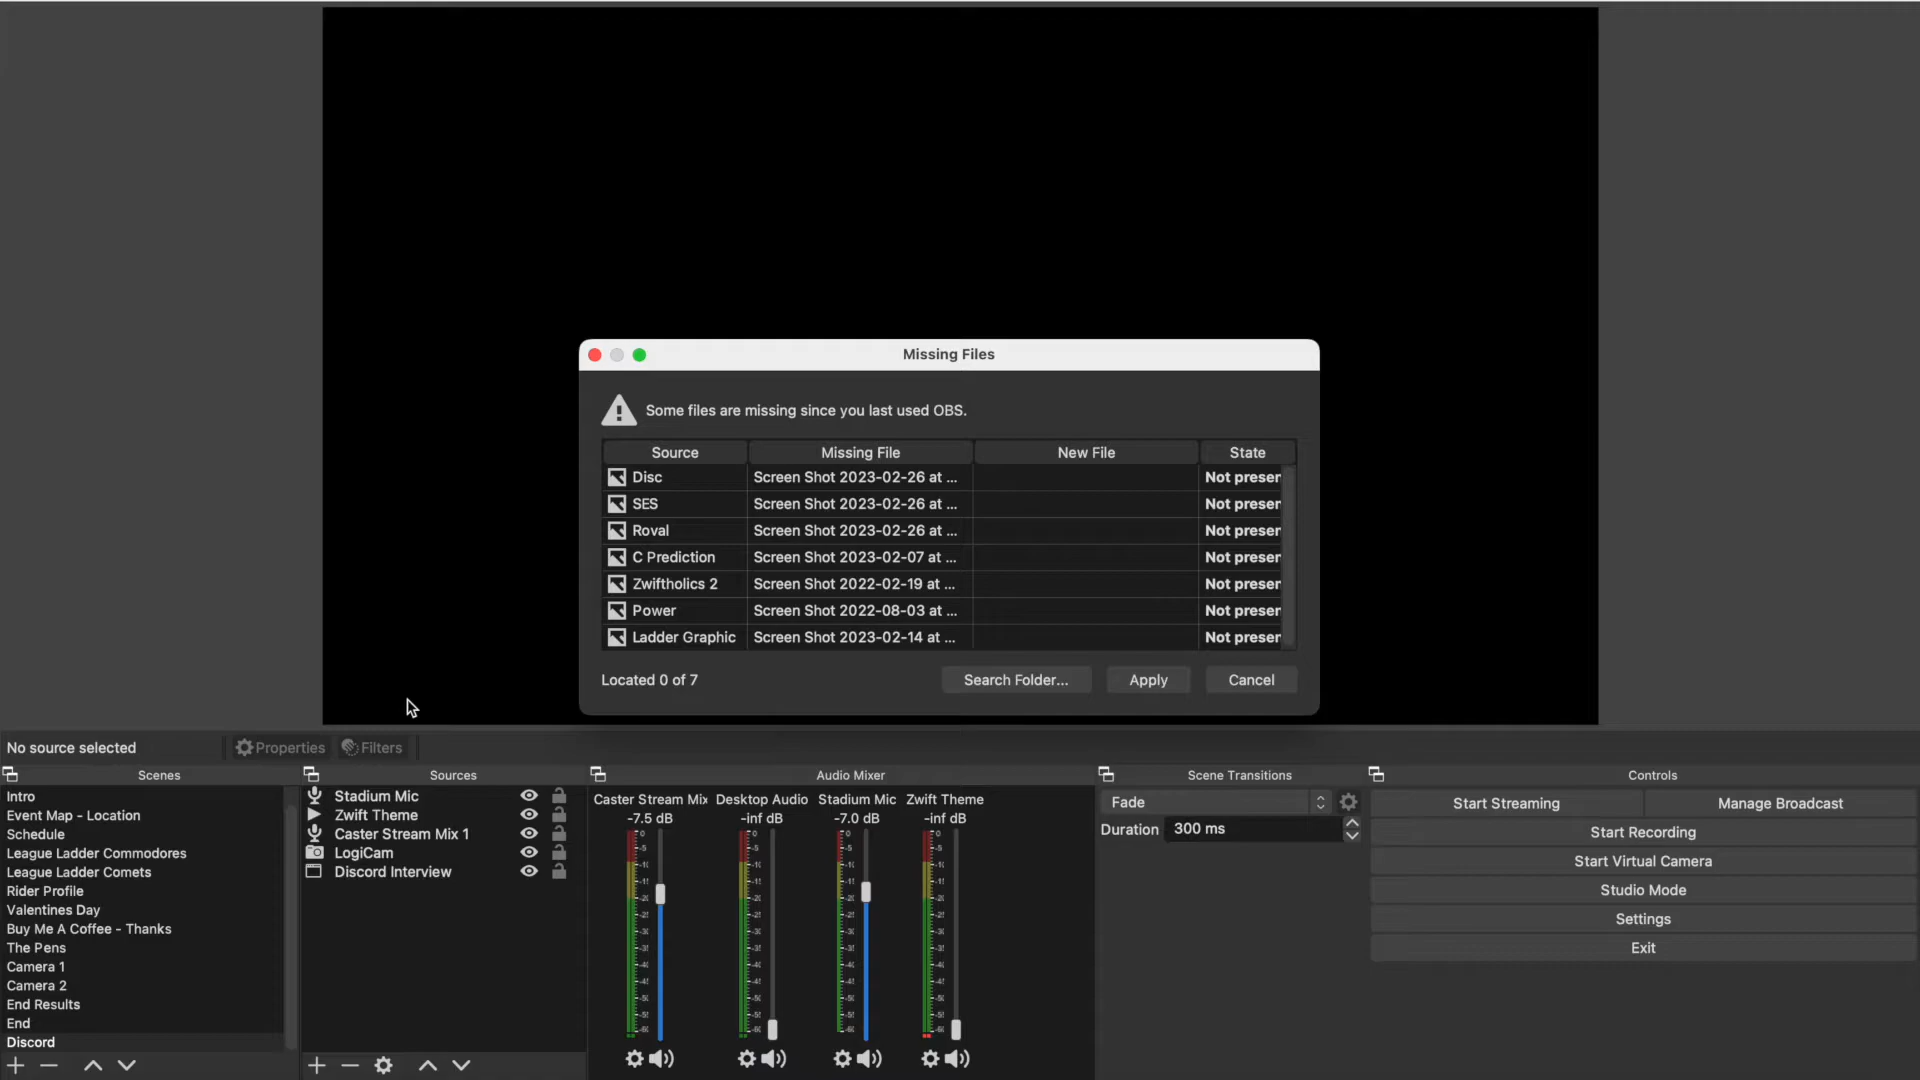 Missing Files
Some files are missing since you last used OBS.
Source Missing File New File State
Disc Screen Shot 2023-02-26 at ... Not presen
SES Screen Shot 2023-02-26 at ... Not presen
Roval Screen Shot 2023-02-26 at ... Not presen
C Prediction Screen Shot 2023-02-07 at ... Not presen
Zwiftholics 2 Screen Shot 2022-02-19 at ... Not presen
Power Screen Shot 2022-08-03 at ... Not presen
Ladder Graphic Screen Shot 2023-02-14 at ... Not presen
Located 0 of 7 Search Folder... Apply Cancel
No source selected Properties Filters
Scenes
Intro
Event Map - Location
Schedule
League Ladder Commodores
League Ladder Comets
Rider Profile
Valentines Day
Buy Me A Coffee - Thanks
The Pens
Camera 1
Camera 2
End Results
End
Discord
Sources
Stadium Mic
Zwift Theme
Caster Stream Mix 1
LogiCam
Discord Interview
Audio Mixer
Caster Stream Mix Desktop Audio Stadium Mic Zwift Theme
-7.5 dB -inf dB -7.0 dB -inf dB
Scene Transitions
Fade
Duration 300 ms
Controls
Start Streaming Manage Broadcast
Start Recording
Start Virtual Camera
Studio Mode
Settings
Exit